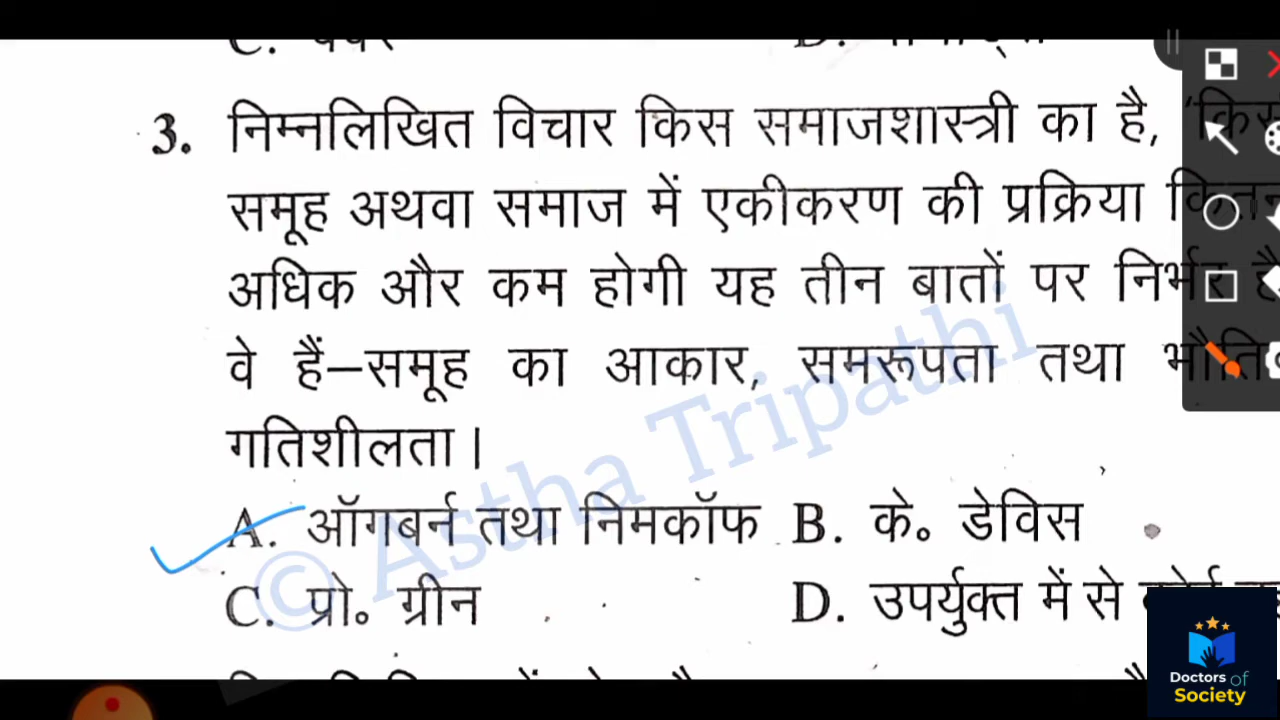 3. निम्नलिखित विचार किस समाजशास्त्री का है,
समूह अथवा समाज में एकीकरण की प्रक्रिया
अधिक और कम होगी यह तीन बातों पर निर्भर
वे हैं–समूह का आकार, समरूपता तथा
गतिशीलता।
A. ऑगबर्न तथा निमकॉफ B. के॰ डेविस
C. प्रो॰ ग्रीन D. उपर्युक्त में से
© Astha Tripathi
Doctors of
Society